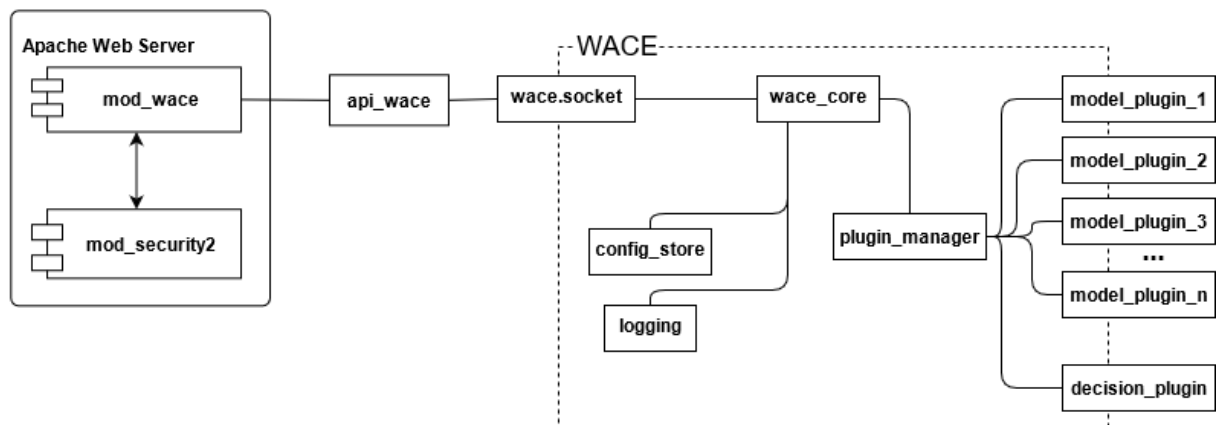 WACE
Apache Web Server
mod_wace
api_wace
wace.socket
wace_core
model_plugin_1
model_plugin_2
model_plugin_3
...
model_plugin_n
mod_security2
config_store
plugin_manager
logging
decision_plugin